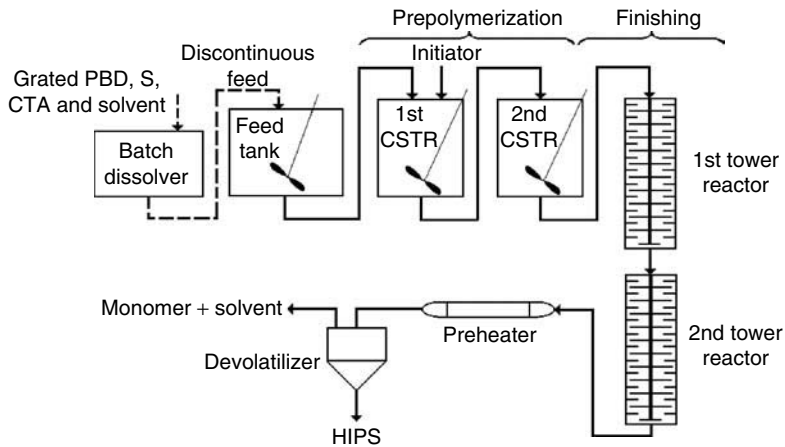 Prepolymerization
Finishing
Discontinuous
feed
Initiator
Grated PBD, S,
CTA and solvent
Batch
dissolver
Feed
tank
1st
CSTR
2nd
CSTR
1st tower
reactor
Monomer + solvent
Preheater
2nd tower
reactor
Devolatilizer
HIPS